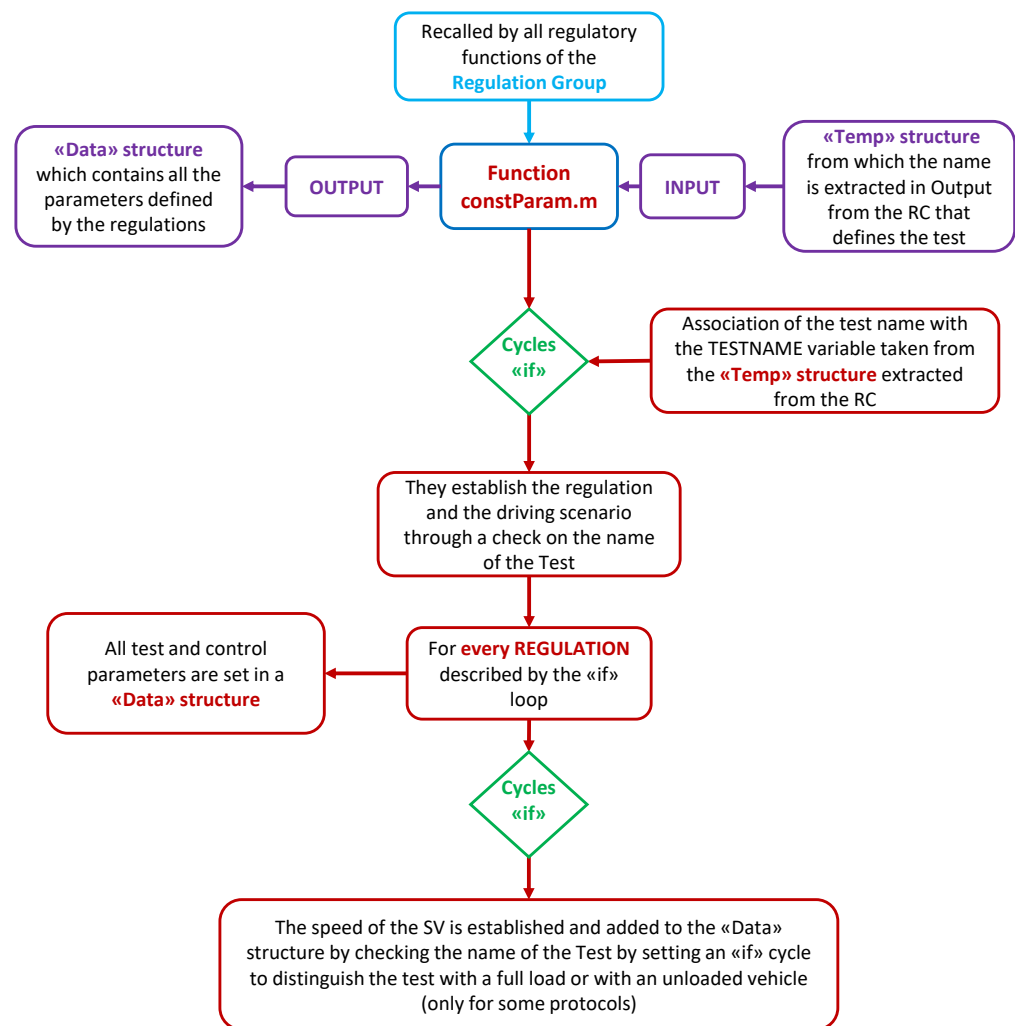 Recalled by all regulatory
functions of the
Regulation Group
«Data» structure
which contains all the
parameters defined
by the regulations
OUTPUT
Function
constParam.m
INPUT
«Temp» structure
from which the name
is extracted in Output
from the RC that
defines the test
Cycles
«if»
Association of the test name with
the TESTNAME variable taken from
the «Temp» structure extracted
from the RC
They establish the regulation
and the driving scenario
through a check on the name
of the Test
All test and control
parameters are set in a
«Data» structure
For every REGULATION
described by the «if»
loop
Cycles
«if»
The speed of the SV is established and added to the «Data»
structure by checking the name of the Test by setting an «if» cycle
to distinguish the test with a full load or with an unloaded vehicle
(only for some protocols)